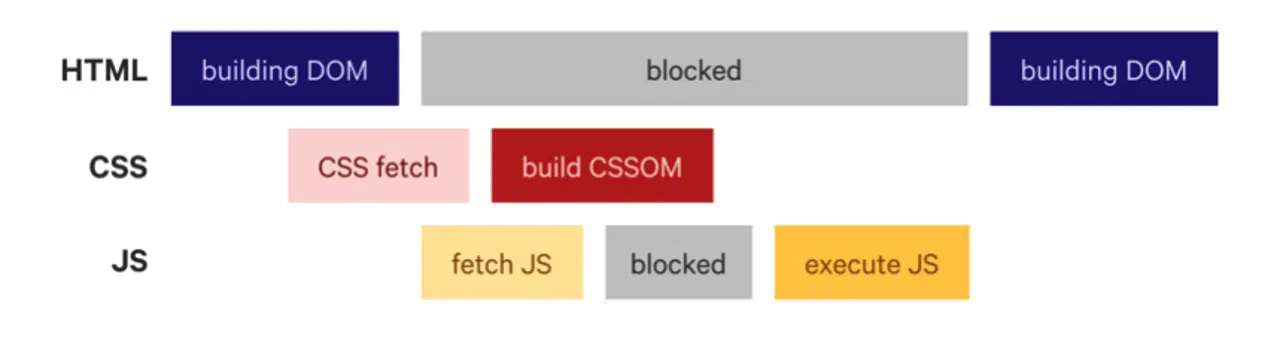 HTML building DOM blocked building DOM
CSS CSS fetch build CSSOM
JS fetch JS blocked execute JS